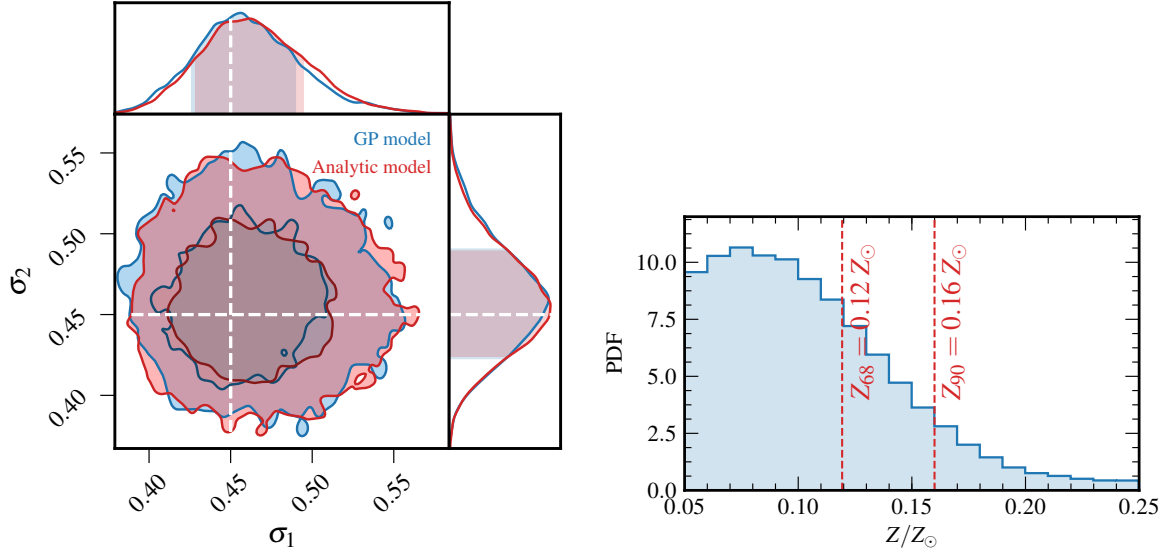 GP model
Analytic model
0.55
0.50
0.45
0.40
σ₂
0.40
0.45
0.50
0.55
σ₁
10.0
7.5
5.0
2.5
0.0
PDF
Z₆₈ = 0.12 Z☉
Z₉₀ = 0.16 Z☉
0.05
0.10
0.15
0.20
0.25
Z/Z☉